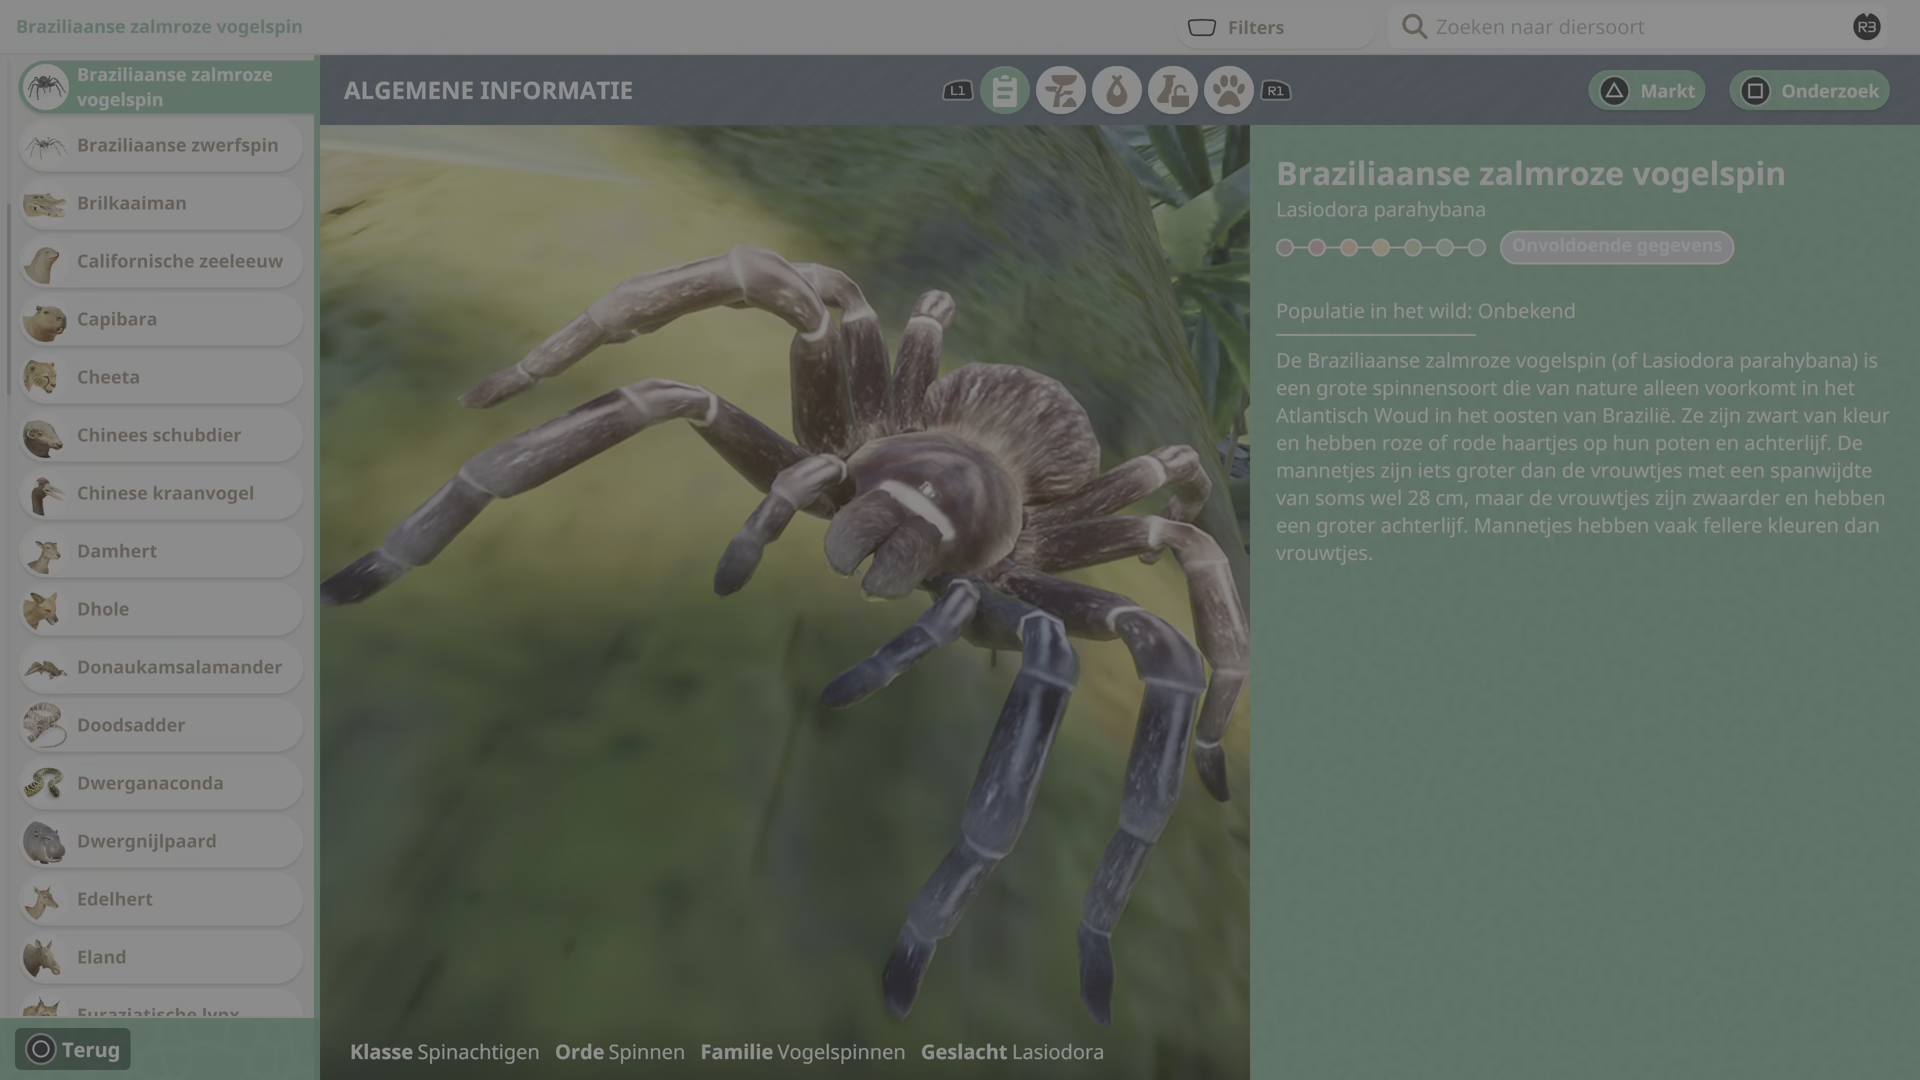 Braziliaanse zalmroze vogelspin
Filters
Zoeken naar diersoort
R3
Braziliaanse zalmroze
vogelspin
Braziliaanse zwerfspin
Brilkaaiman
Californische zeeleeuw
Capibara
Cheeta
Chinees schubdier
Chinese kraanvogel
Damhert
Dhole
Donaukamsalamander
Doodsadder
Dwerganaconda
Dwergnijlpaard
Edelhert
Eland
Euraziatische lynx
Terug
ALGEMENE INFORMATIE
L1
R1
Markt
Onderzoek
Braziliaanse zalmroze vogelspin
Lasiodora parahybana
Onvoldoende gegevens
Populatie in het wild: Onbekend
De Braziliaanse zalmroze vogelspin (of Lasiodora parahybana) is
een grote spinnensoort die van nature alleen voorkomt in het
Atlantisch Woud in het oosten van Brazilië. Ze zijn zwart van kleur
en hebben roze of rode haartjes op hun poten en achterlijf. De
mannetjes zijn iets groter dan de vrouwtjes met een spanwijdte
van soms wel 28 cm, maar de vrouwtjes zijn zwaarder en hebben
een groter achterlijf. Mannetjes hebben vaak fellere kleuren dan
vrouwtjes.
Klasse Spinachtigen Orde Spinnen Familie Vogelspinnen Geslacht Lasiodora